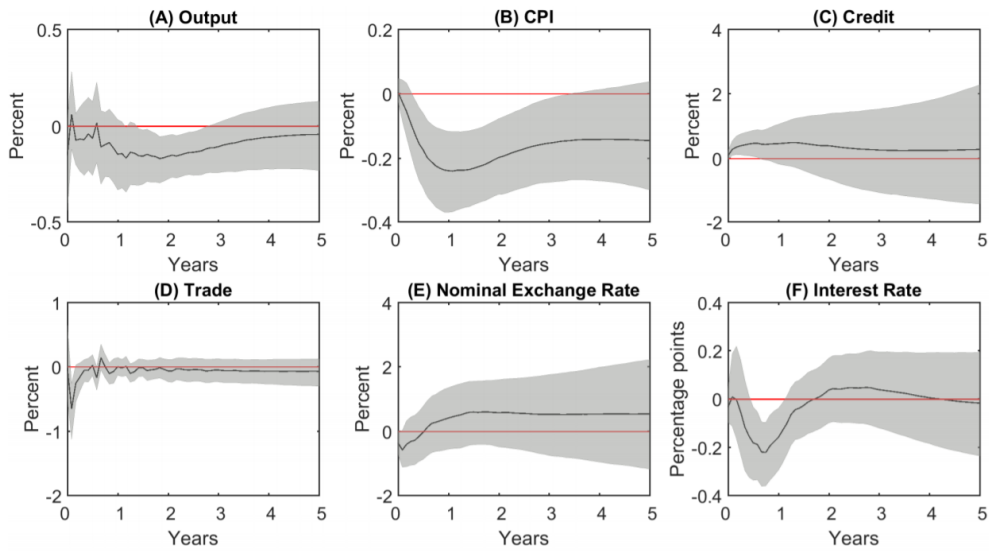 (A) Output
Percent
0.5
0
-0.5
0 1 2 3 4 5
Years
(B) CPI
Percent
0.2
0
-0.2
-0.4
0 1 2 3 4 5
Years
(C) Credit
Percent
4
2
0
-2
0 1 2 3 4 5
Years
(D) Trade
Percent
1
0
-1
-2
0 1 2 3 4 5
Years
(E) Nominal Exchange Rate
Percent
4
2
0
-2
0 1 2 3 4 5
Years
(F) Interest Rate
Percentage points
0.4
0.2
0
-0.2
-0.4
0 1 2 3 4 5
Years